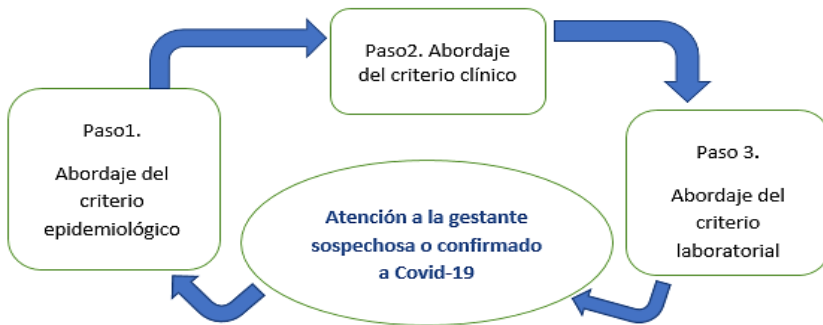 Paso1.
Abordaje del
criterio
epidemiológico
Paso2. Abordaje
del criterio clínico
Paso 3.
Abordaje del
criterio
laboratorial
Atención a la gestante
sospechosa o confirmado
a Covid-19